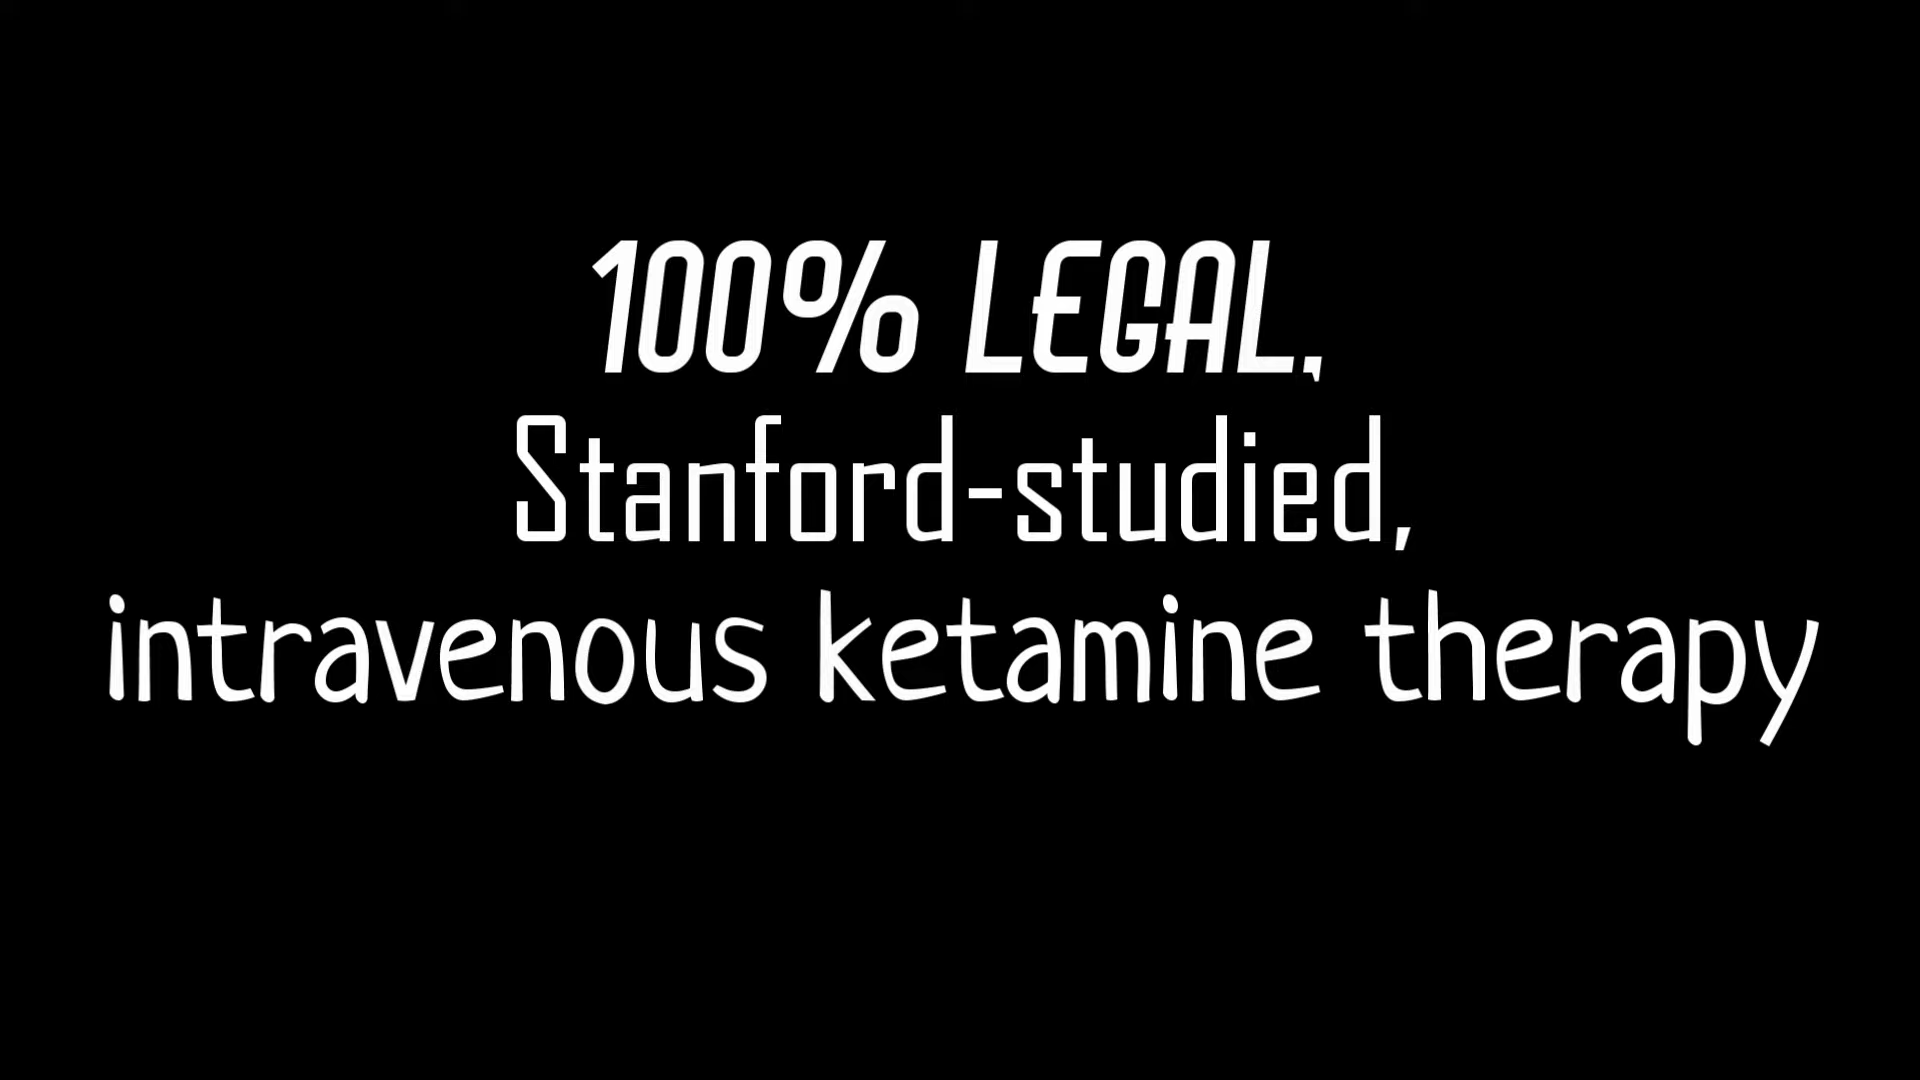 100% LEGAL,
Stanford-studied,
intravenous ketamine therapy